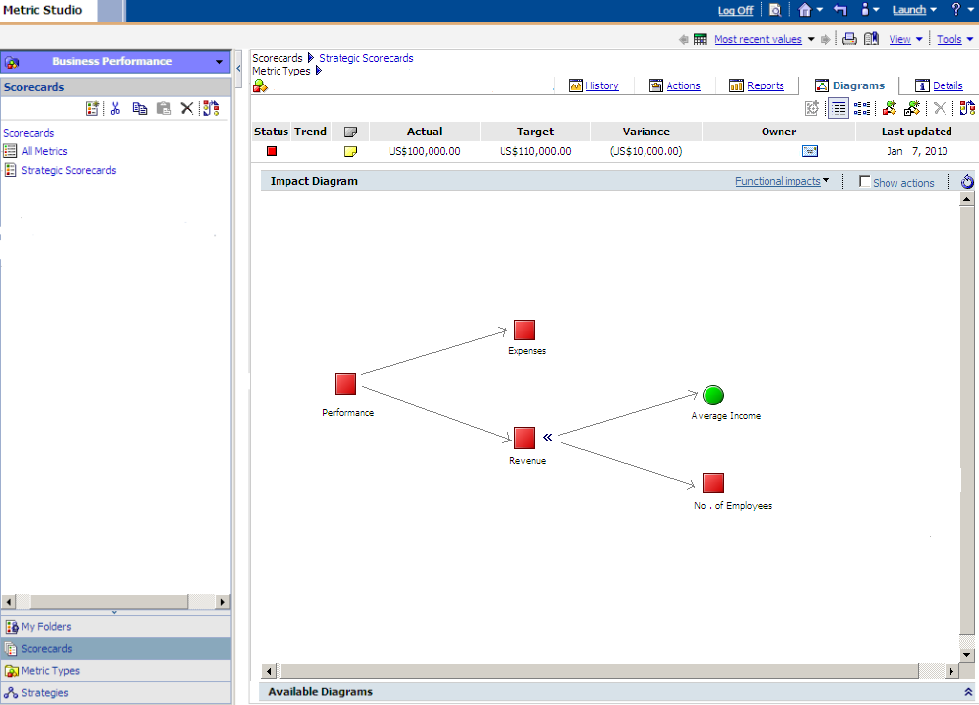 Metric Studio
Log Off Launch ?
Most recent values View Tools
Business Performance
Scorecards
Scorecards
All Metrics
Strategic Scorecards
My Folders
Scorecards
Metric Types
Strategies
Scorecards Strategic Scorecards
Metric Types
History Actions Reports Diagrams Details
Status Trend Actual Target Variance Owner Last updated
US$100,000.00 US$110,000.00 (US$10,000.00) Jan 7, 2010
Impact Diagram Functional impacts Show actions
Expenses
Performance
Average Income
Revenue
No . of Employees
Available Diagrams